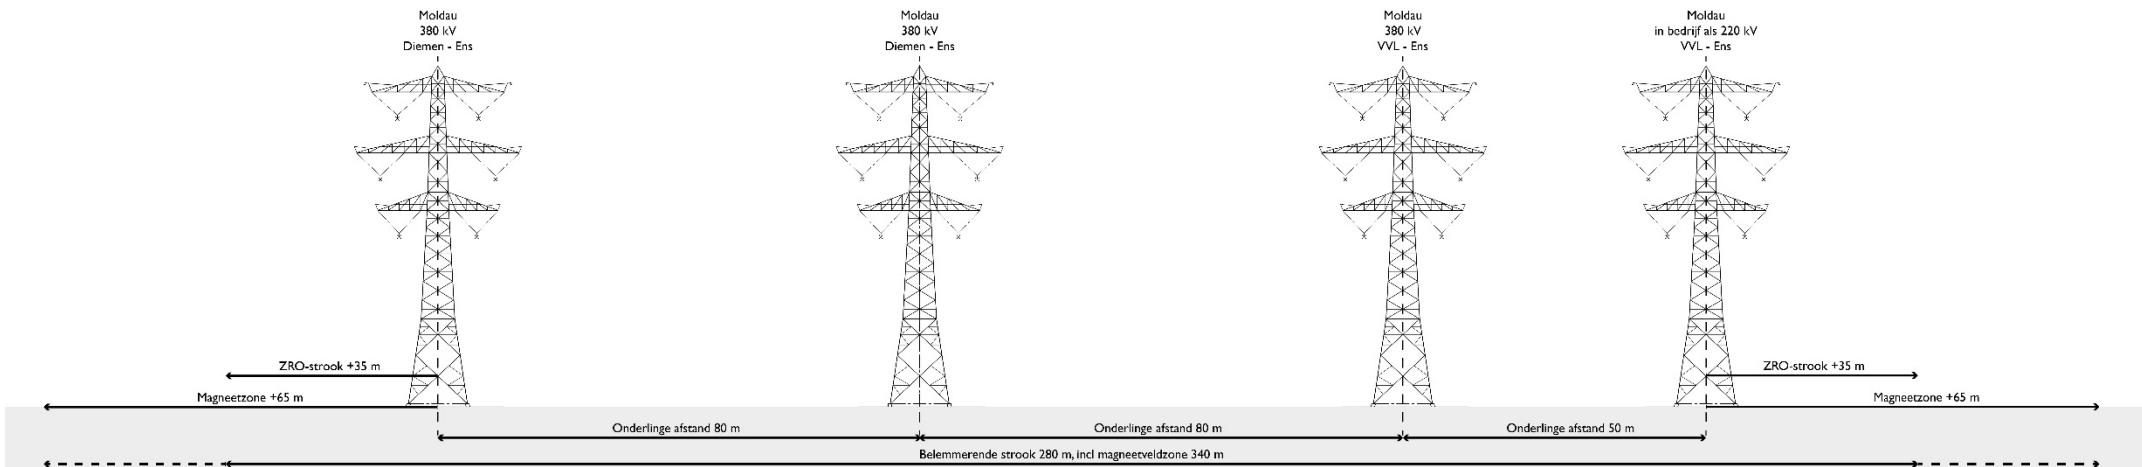 Moldau
380 kV
Diemen - Ens
Moldau
380 kV
Diemen - Ens
Moldau
380 kV
VVL - Ens
Moldau
in bedrijf als 220 kV
VVL - Ens
ZRO-strook +35 m
ZRO-strook +35 m
Magneetzone +65 m
Magneetzone +65 m
Onderlinge afstand 80 m
Onderlinge afstand 80 m
Onderlinge afstand 50 m
Belemmerende strook 280 m, incl magneetveldzone 340 m